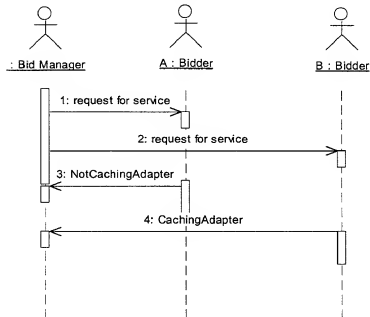 : Bid Manager
A : Bidder
B : Bidder
1: request for service
2: request for service
3: NotCachingAdapter
4: CachingAdapter